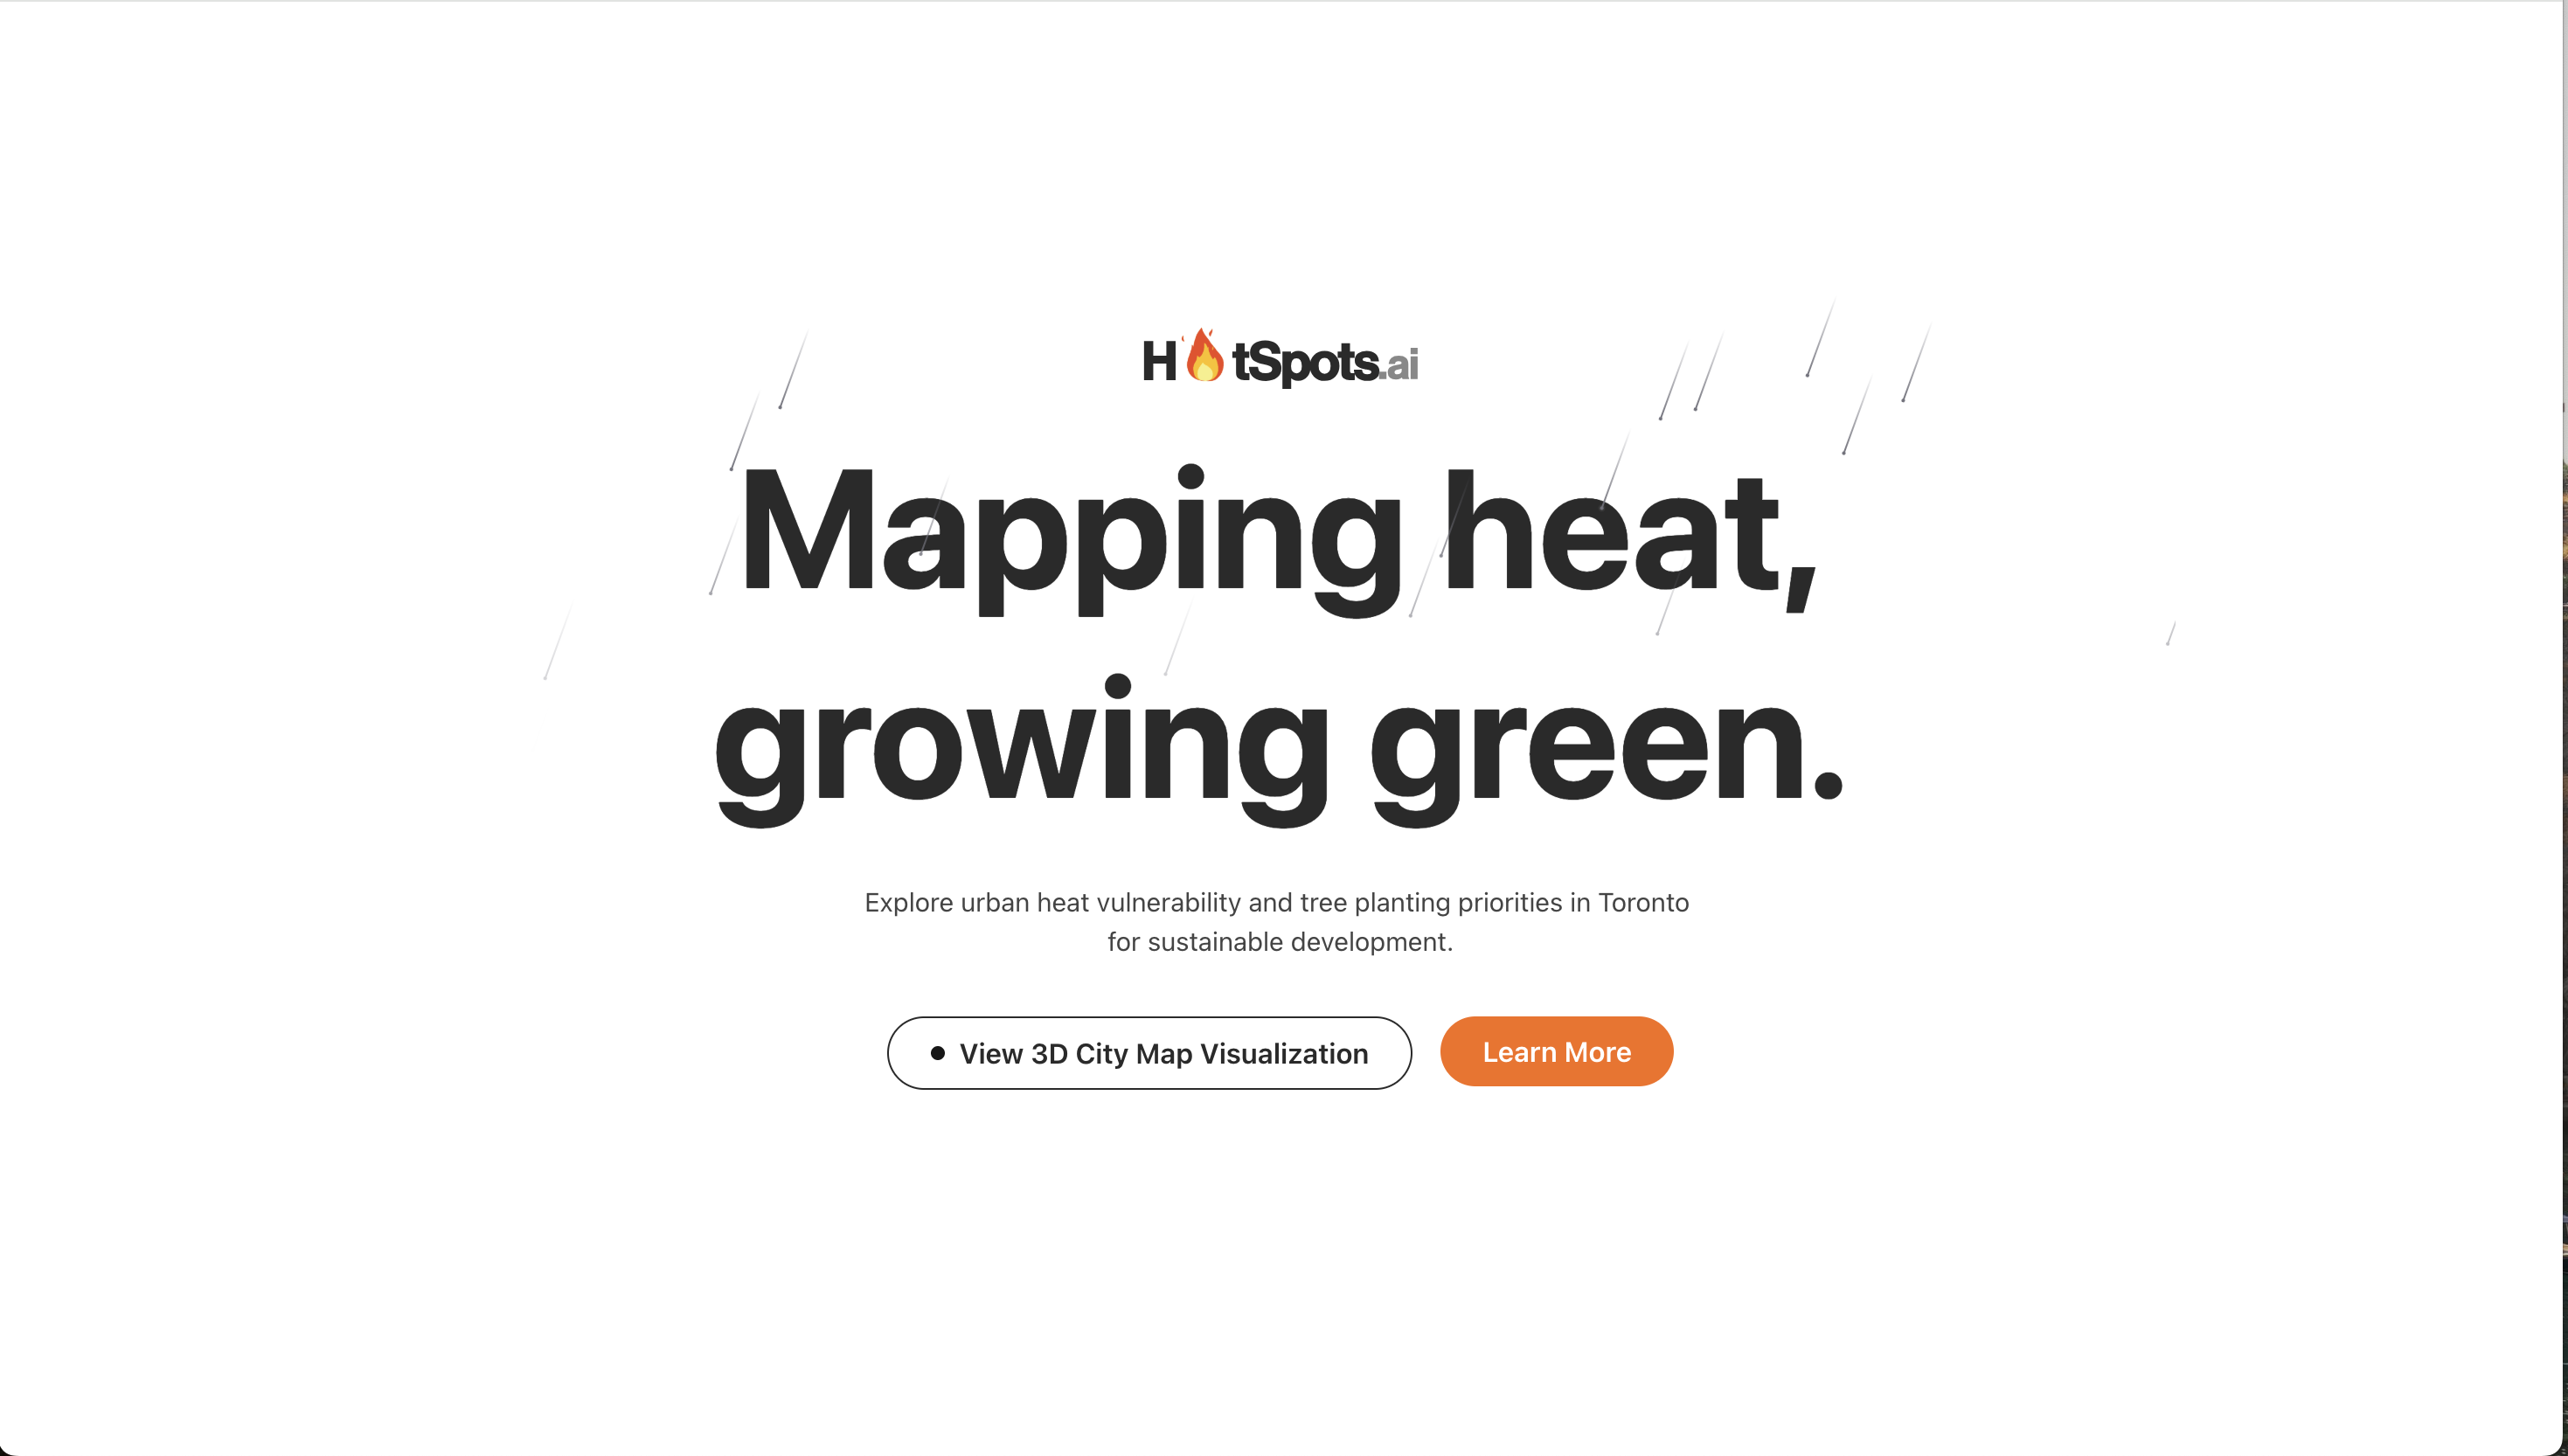 HotSpots.ai
Mapping heat,
growing green.
Explore urban heat vulnerability and tree planting priorities in Toronto
for sustainable development.
View 3D City Map Visualization
Learn More